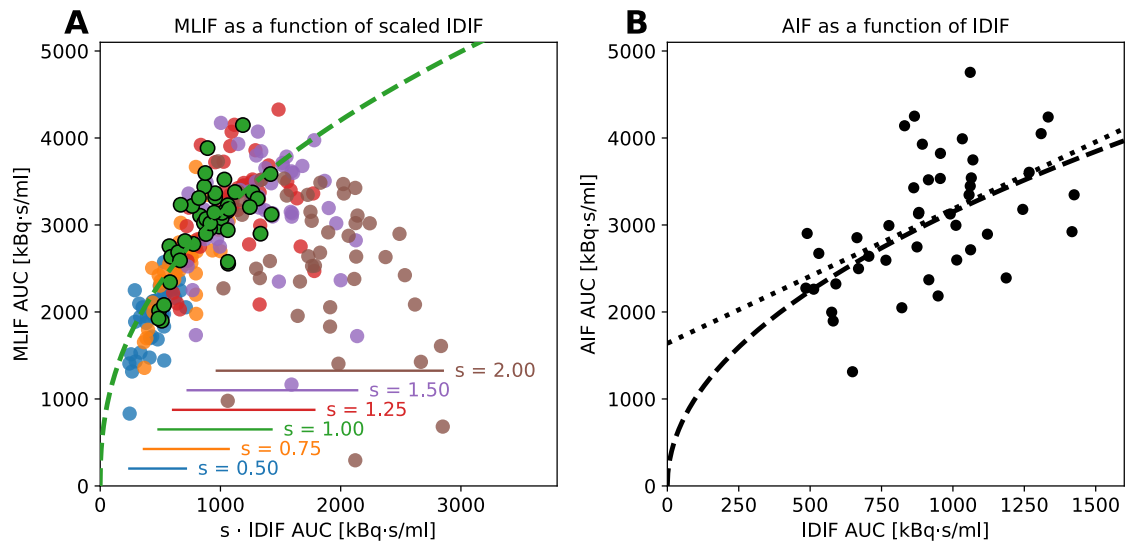 A
MLIF as a function of scaled IDIF
MLIF AUC [kBq·s/ml]
5000
4000
3000
2000
1000
0
s = 2.00
s = 1.50
s = 1.25
s = 1.00
s = 0.75
s = 0.50
0 1000 2000 3000
s · IDIF AUC [kBq·s/ml]
B
AIF as a function of IDIF
AIF AUC [kBq·s/ml]
5000
4000
3000
2000
1000
0
0 250 500 750 1000 1250 1500
IDIF AUC [kBq·s/ml]